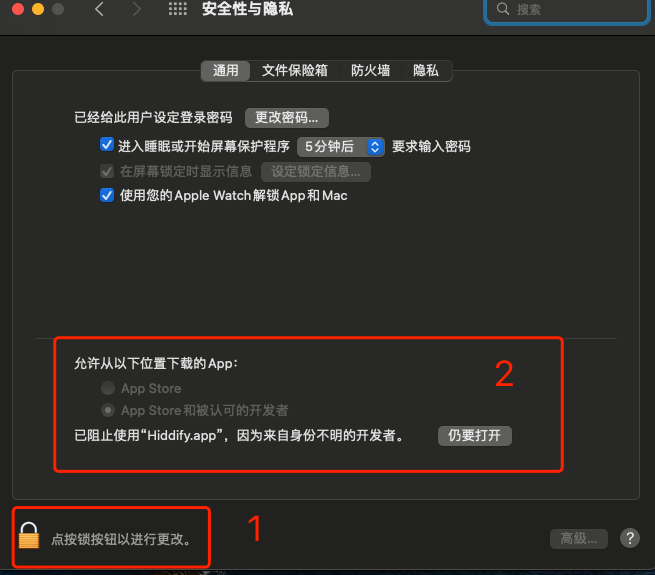 安全性与隐私
搜索
通用 文件保险箱 防火墙 隐私
已经给此用户设定登录密码 更改密码...
进入睡眠或开始屏幕保护程序 5分钟后 要求输入密码
在屏幕锁定时显示信息 设定锁定信息...
使用您的Apple Watch解锁App和Mac
允许从以下位置下载的App：
2
App Store
App Store和被认可的开发者
已阻止使用“Hiddify.app”，因为来自身份不明的开发者。 仍要打开
点按锁按钮以进行更改。
1
高级...
?